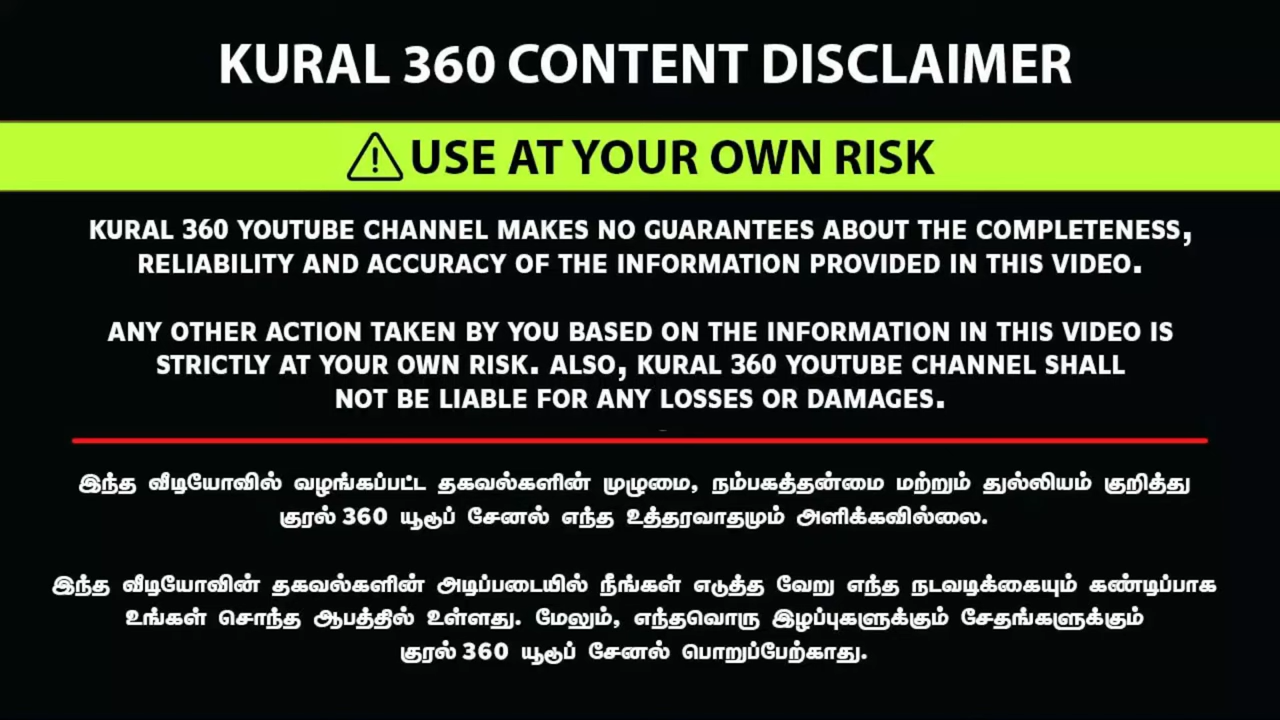 KURAL 360 CONTENT DISCLAIMER
USE AT YOUR OWN RISK
KURAL 360 YOUTUBE CHANNEL MAKES NO GUARANTEES ABOUT THE COMPLETENESS,
RELIABILITY AND ACCURACY OF THE INFORMATION PROVIDED IN THIS VIDEO.
ANY OTHER ACTION TAKEN BY YOU BASED ON THE INFORMATION IN THIS VIDEO IS
STRICTLY AT YOUR OWN RISK. ALSO, KURAL 360 YOUTUBE CHANNEL SHALL
NOT BE LIABLE FOR ANY LOSSES OR DAMAGES.
இந்த வீடியோவில் வழங்கப்பட்ட தகவல்களின் முழுமை, நம்பகத்தன்மை மற்றும் துல்லியம் குறித்து
குரல் 360 யூடூப் சேனல் எந்த உத்தரவாதமும் அளிக்கவில்லை.
இந்த வீடியோவின் தகவல்களின் அடிப்படையில் நீங்கள் எடுத்த வேறு எந்த நடவடிக்கையும் கண்டிப்பாக
உங்கள் சொந்த ஆபத்தில் உள்ளது. மேலும், எந்தவொரு இழப்புகளுக்கும் சேதங்களுக்கும்
குரல் 360 யூடூப் சேனல் பொறுப்பேற்காது.